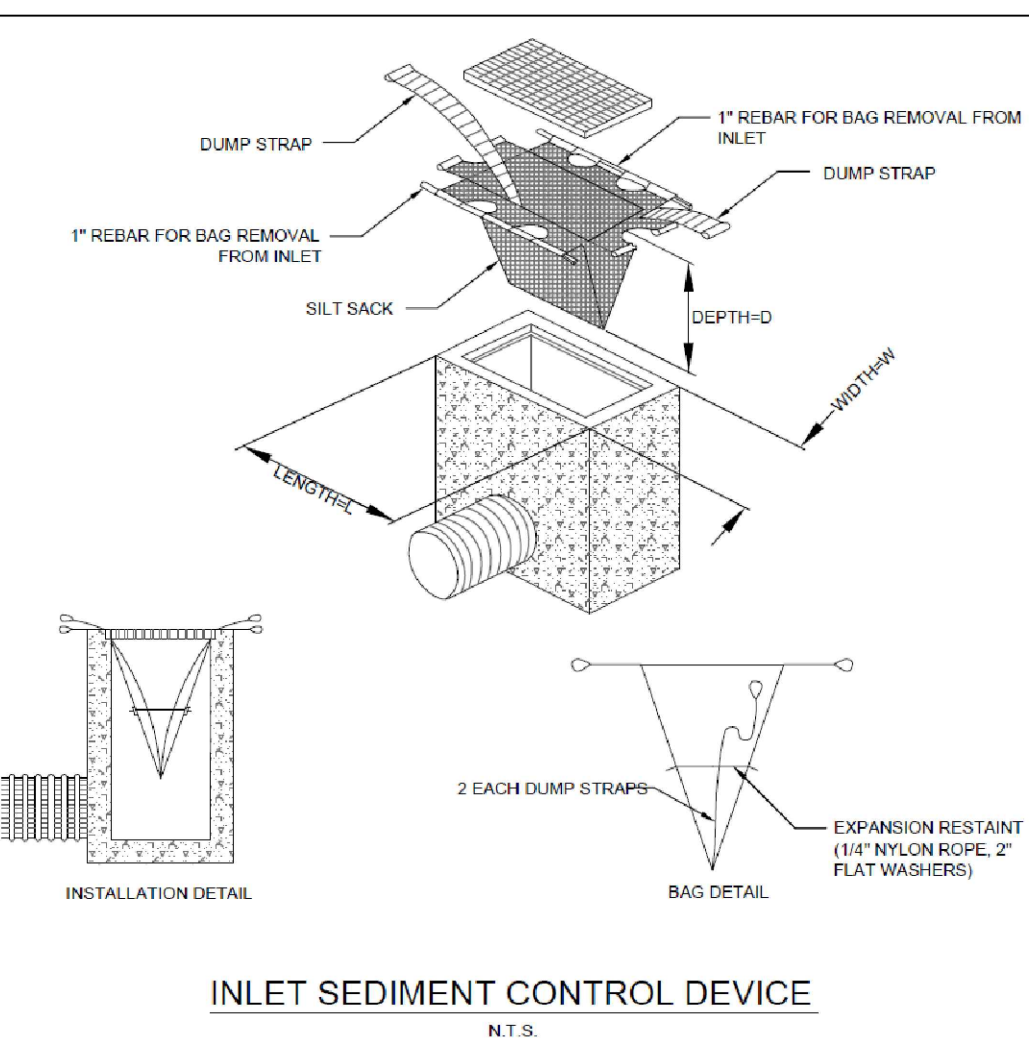 DUMP STRAP
1" REBAR FOR BAG REMOVAL FROM
INLET
DUMP STRAP
1" REBAR FOR BAG REMOVAL
FROM INLET
SILT SACK
DEPTH=D
WIDTH=W
LENGTH=L
2 EACH DUMP STRAPS
EXPANSION RESTAINT
(1/4" NYLON ROPE, 2"
FLAT WASHERS)
INSTALLATION DETAIL
BAG DETAIL
INLET SEDIMENT CONTROL DEVICE
N.T.S.